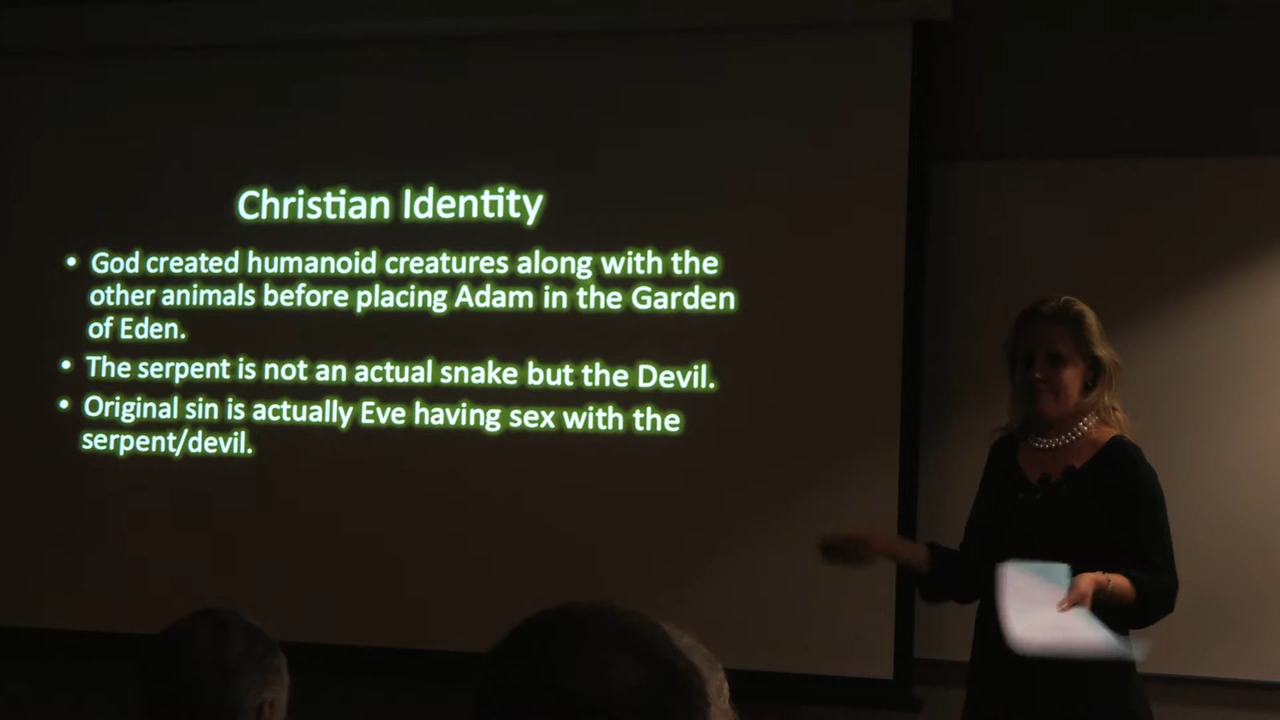 Christian Identity
• God created humanoid creatures along with the
other animals before placing Adam in the Garden
of Eden.
• The serpent is not an actual snake but the Devil.
• Original sin is actually Eve having sex with the
serpent/devil.